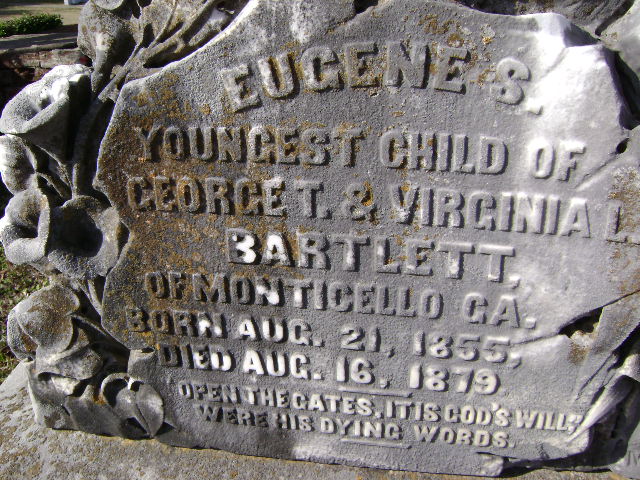 EUGENE S.
YOUNGEST CHILD OF
GEORGE T. & VIRGINIA L.
BARTLETT,
OF MONTICELLO GA.
BORN AUG. 21, 1855,
DIED AUG. 16, 1879.
"OPEN THE GATES. IT IS GOD'S WILL;"
WERE HIS DYING WORDS.